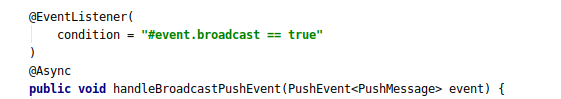 @EventListener(
    condition = "#event.broadcast == true"
)
@Async
public void handleBroadcastPushEvent(PushEvent<PushMessage> event) {